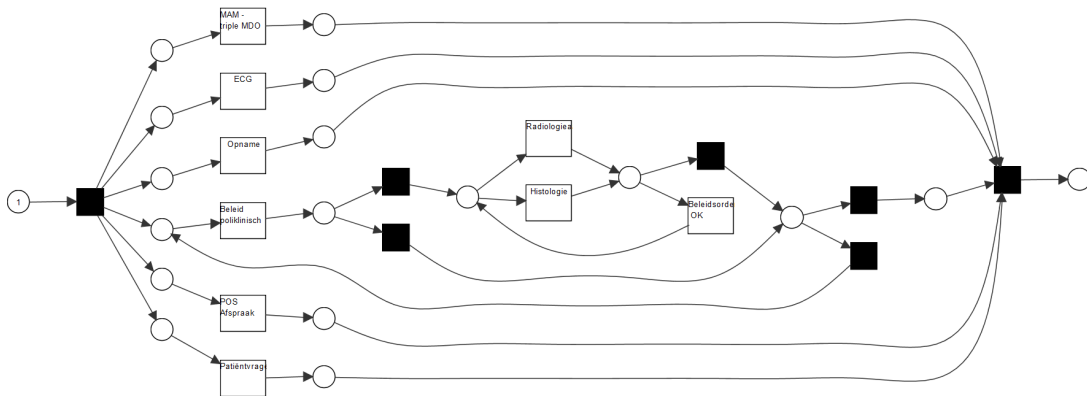 MAM -
triple MDO
ECG
Opname
Radiologiea
1
Histologie
Beleid
poliklinisch
Beleidsorde
OK
POS
Afspraak
Patiëntvrage